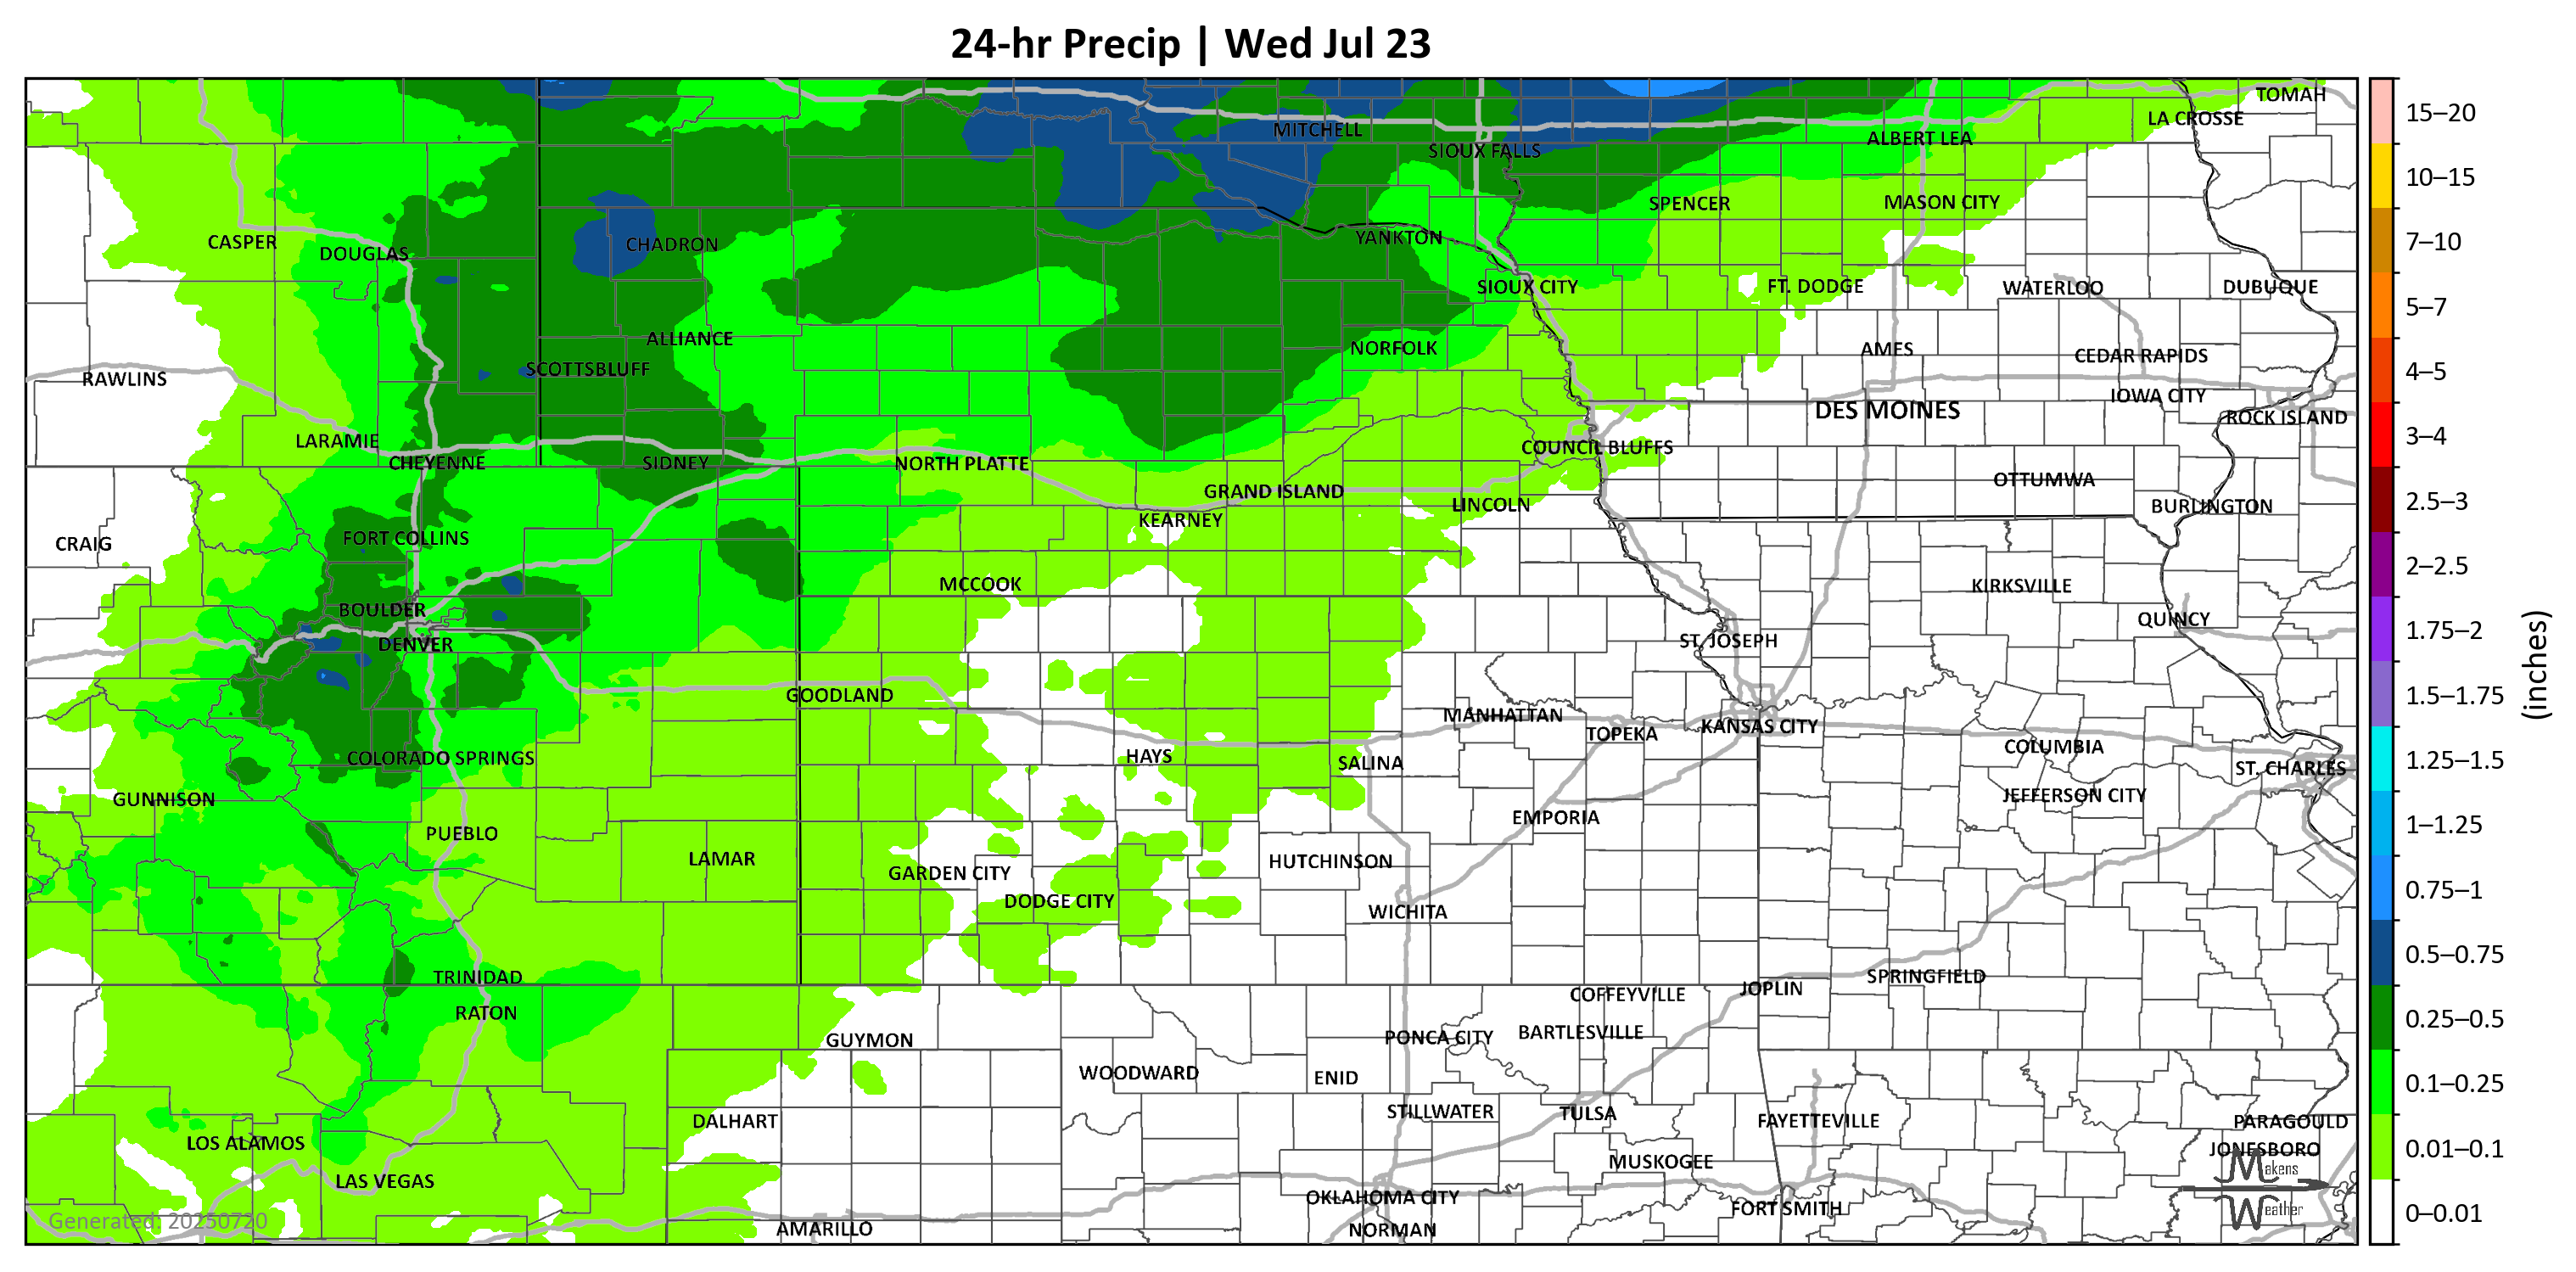 24-hr Precip | Wed Jul 23
TOMAH
LA CROSSE
MITCHELL
ALBERT LEA
SIOUX FALLS
SPENCER
MASON CITY
CASPER
DOUGLAS
CHADRON
YANKTON
SIOUX CITY
FT. DODGE
WATERLOO
DUBUQUE
ALLIANCE
NORFOLK
AMES
CEDAR RAPIDS
SCOTTSBLUFF
RAWLINS
IOWA CITY
DES MOINES
ROCK ISLAND
LARAMIE
COUNCIL BLUFFS
CHEYENNE
SIDNEY
NORTH PLATTE
OTTUMWA
GRAND ISLAND
LINCOLN
BURLINGTON
KEARNEY
FORT COLLINS
CRAIG
MCCOOK
KIRKSVILLE
BOULDER
QUINCY
DENVER
ST. JOSEPH
GOODLAND
MANHATTAN
TOPEKA
KANSAS CITY
COLUMBIA
COLORADO SPRINGS
HAYS
SALINA
ST. CHARLES
GUNNISON
JEFFERSON CITY
EMPORIA
PUEBLO
LAMAR
HUTCHINSON
GARDEN CITY
DODGE CITY
WICHITA
TRINIDAD
SPRINGFIELD
JOPLIN
COFFEYVILLE
RATON
GUYMON
PONCA CITY
BARTLESVILLE
WOODWARD
ENID
STILLWATER
TULSA
DALHART
FAYETTEVILLE
PARAGOULD
LOS ALAMOS
JONESBORO
MUSKOGEE
LAS VEGAS
OKLAHOMA CITY
FORT SMITH
AMARILLO
NORMAN
Generated: 20250720
Makens
Weather
15–20
10–15
7–10
5–7
4–5
3–4
2.5–3
2–2.5
1.75–2
1.5–1.75
1.25–1.5
1–1.25
0.75–1
0.5–0.75
0.25–0.5
0.1–0.25
0.01–0.1
0–0.01
(inches)